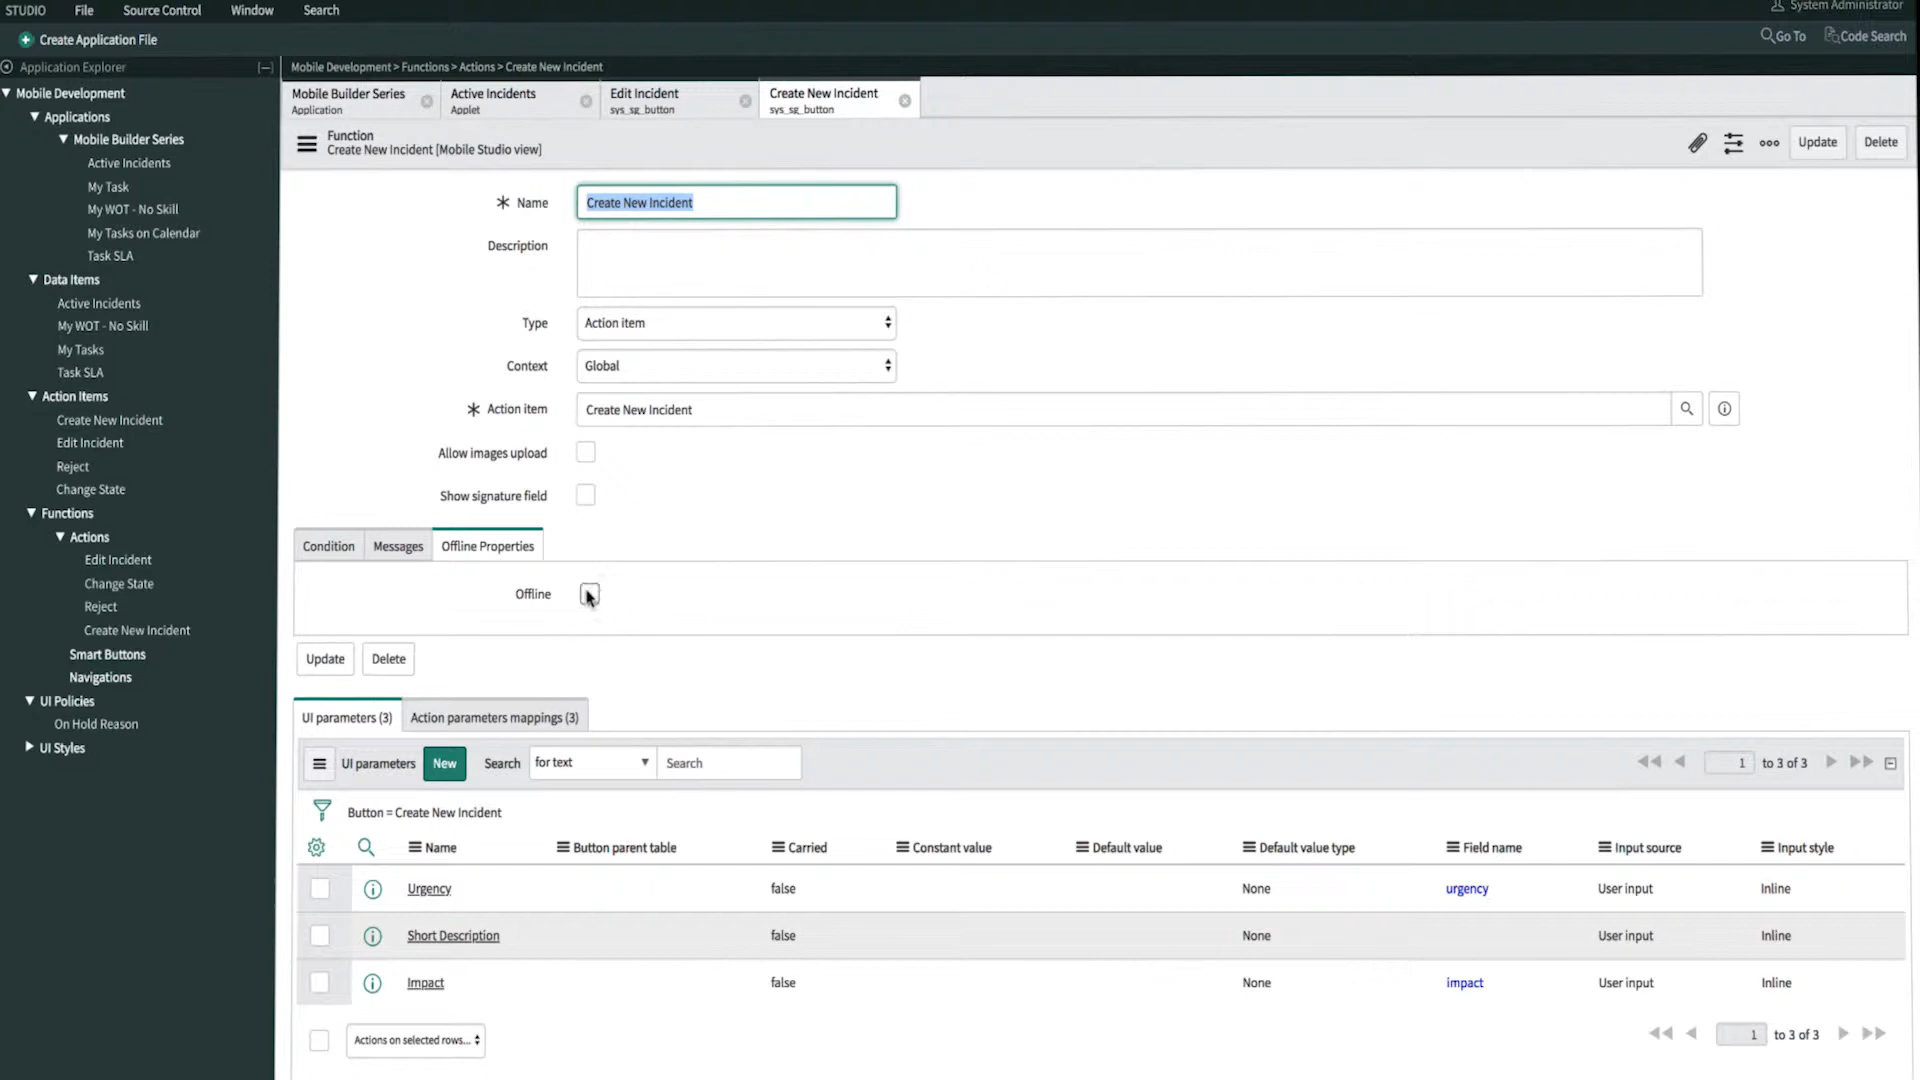 STUDIO File Source Control Window Search System Administrator
Create Application File Go To Code Search
Application Explorer [—] Mobile Development > Functions > Actions > Create New Incident
Mobile Development
Applications
Mobile Builder Series
Active Incidents
My Task
My WOT - No Skill
My Tasks on Calendar
Task SLA
Data Items
Active Incidents
My WOT - No Skill
My Tasks
Task SLA
Action Items
Create New Incident
Edit Incident
Reject
Change State
Functions
Actions
Edit Incident
Change State
Reject
Create New Incident
Smart Buttons
Navigations
UI Policies
On Hold Reason
UI Styles
Mobile Builder Series Active Incidents Edit Incident Create New Incident
Application Applet sys_sg_button sys_sg_button
Function
Create New Incident [Mobile Studio view]
Update Delete
Name Create New Incident
Description
Type Action item
Context Global
Action item Create New Incident
Allow images upload
Show signature field
Condition Messages Offline Properties
Offline
Update Delete
UI parameters (3) Action parameters mappings (3)
UI parameters New Search for text Search 1 to 3 of 3
Button = Create New Incident
Name Button parent table Carried Constant value Default value Default value type Field name Input source Input style
Urgency false None urgency User input Inline
Short Description false None User input Inline
Impact false None impact User input Inline
Actions on selected rows... 1 to 3 of 3